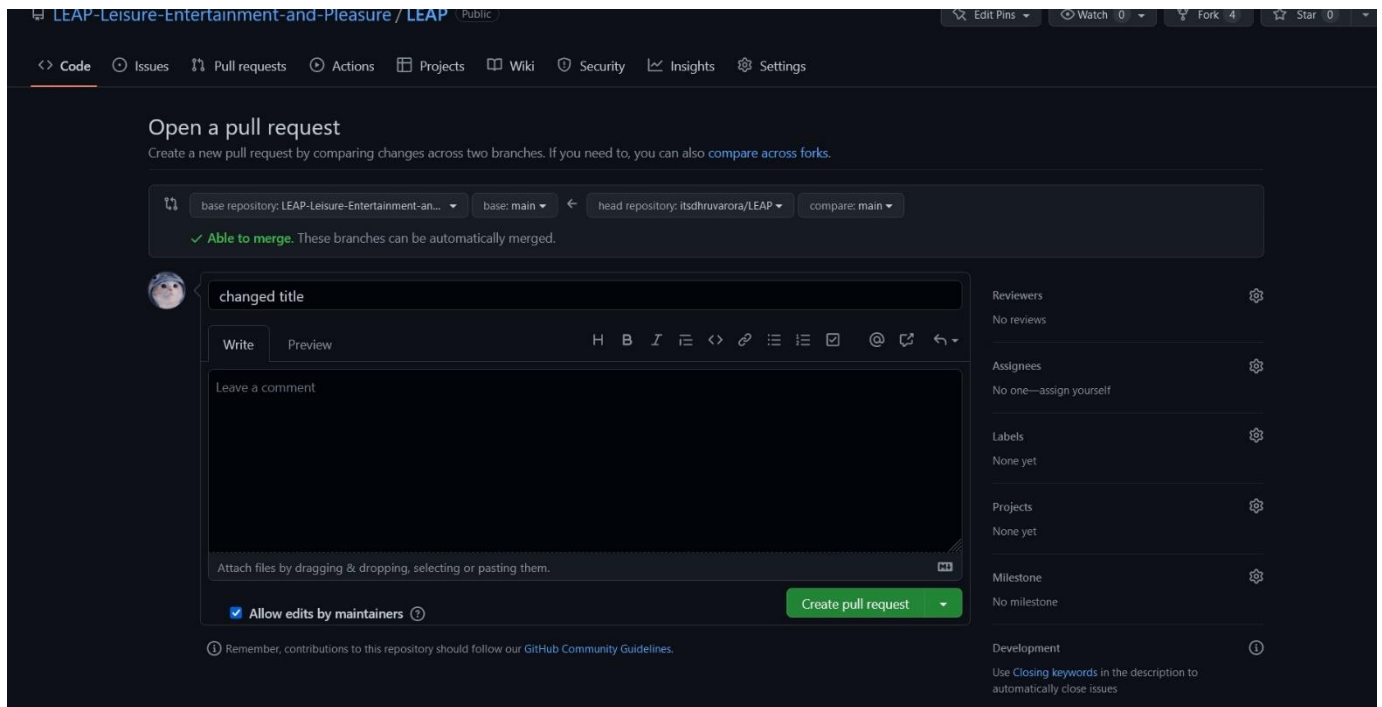 LEAP-Leisure-Entertainment-and-Pleasure / LEAP Public Edit Pins Watch 0 Fork 4 Star 0
Code Issues Pull requests Actions Projects Wiki Security Insights Settings
Open a pull request
Create a new pull request by comparing changes across two branches. If you need to, you can also compare across forks.
base repository: LEAP-Leisure-Entertainment-an... base: main head repository: itsdhruvarora/LEAP compare: main
Able to merge. These branches can be automatically merged.
changed title
Write Preview H B I
Leave a comment
Attach files by dragging & dropping, selecting or pasting them.
Allow edits by maintainers Create pull request
Remember, contributions to this repository should follow our GitHub Community Guidelines.
Reviewers
No reviews
Assignees
No one—assign yourself
Labels
None yet
Projects
None yet
Milestone
No milestone
Development
Use Closing keywords in the description to
automatically close issues